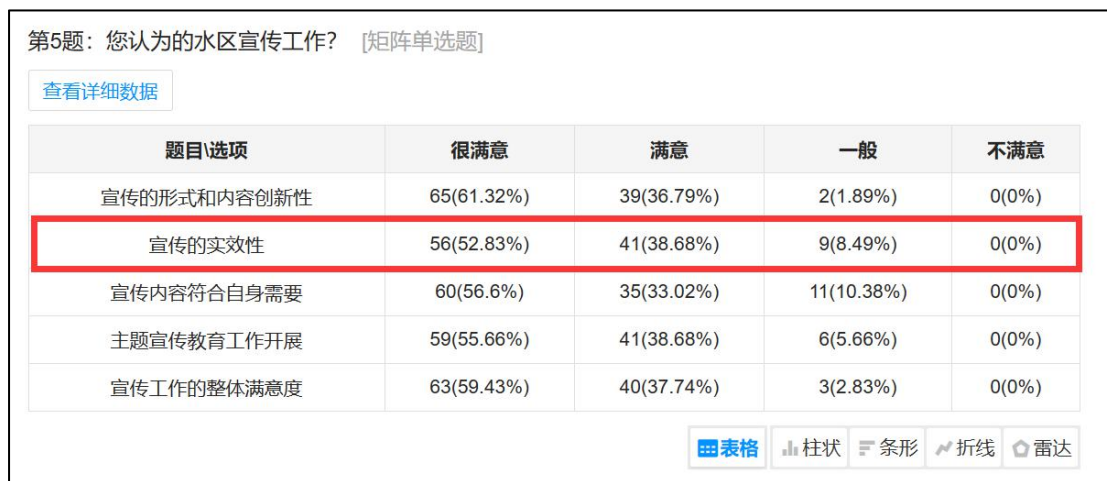 第5题：您认为的水区宣传工作？ [矩阵单选题]
查看详细数据
题目\选项 很满意 满意 一般 不满意
宣传的形式和内容创新性 65(61.32%) 39(36.79%) 2(1.89%) 0(0%)
宣传的实效性 56(52.83%) 41(38.68%) 9(8.49%) 0(0%)
宣传内容符合自身需要 60(56.6%) 35(33.02%) 11(10.38%) 0(0%)
主题宣传教育工作开展 59(55.66%) 41(38.68%) 6(5.66%) 0(0%)
宣传工作的整体满意度 63(59.43%) 40(37.74%) 3(2.83%) 0(0%)
表格 柱状 条形 折线 雷达